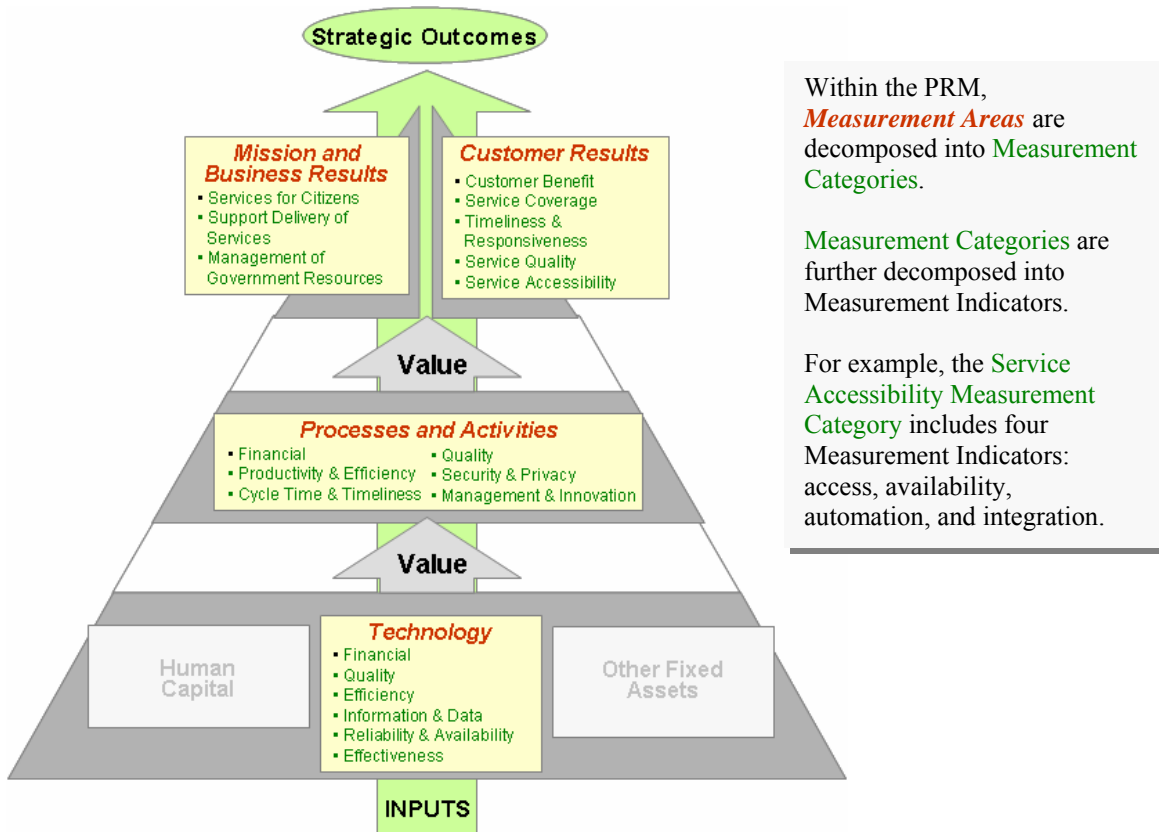 Strategic Outcomes
Mission and
Business Results
▪ Services for Citizens
▪ Support Delivery of
Services
▪ Management of
Government Resources
Customer Results
▪ Customer Benefit
▪ Service Coverage
▪ Timeliness &
Responsiveness
▪ Service Quality
▪ Service Accessibility
Value
Processes and Activities
▪ Financial
▪ Productivity & Efficiency
▪ Cycle Time & Timeliness
▪ Quality
▪ Security & Privacy
▪ Management & Innovation
Value
Human
Capital
Technology
▪ Financial
▪ Quality
▪ Efficiency
▪ Information & Data
▪ Reliability & Availability
▪ Effectiveness
Other Fixed
Assets
INPUTS
Within the PRM,
Measurement Areas are
decomposed into Measurement
Categories.
Measurement Categories are
further decomposed into
Measurement Indicators.
For example, the Service
Accessibility Measurement
Category includes four
Measurement Indicators:
access, availability,
automation, and integration.